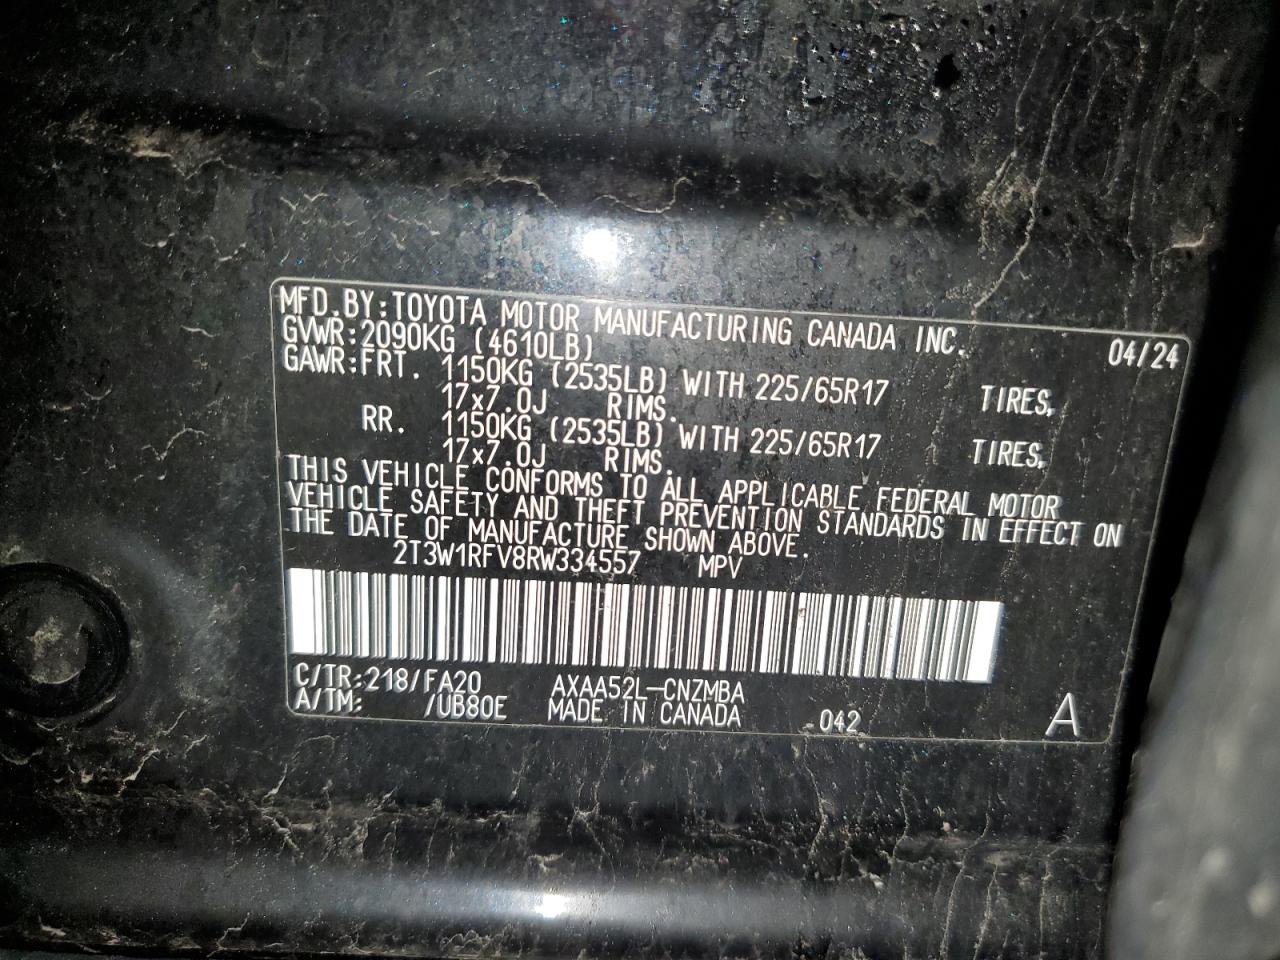 MFD.BY:TOYOTA MOTOR MANUFACTURING CANADA INC. 04/24
GVWR:2090KG (4610LB)
GAWR:FRT. 1150KG (2535LB) WITH 225/65R17 TIRES,
17x7.0J RIMS.
RR. 1150KG (2535LB) WITH 225/65R17 TIRES,
17x7.0J RIMS.
THIS VEHICLE CONFORMS TO ALL APPLICABLE FEDERAL MOTOR
VEHICLE SAFETY AND THEFT PREVENTION STANDARDS IN EFFECT ON
THE DATE OF MANUFACTURE SHOWN ABOVE.
2T3W1RFV8RW334557 MPV
C/TR:218/FA20 AXAA52L-CNZMBA
A/TM: /UB80E MADE IN CANADA 042 A